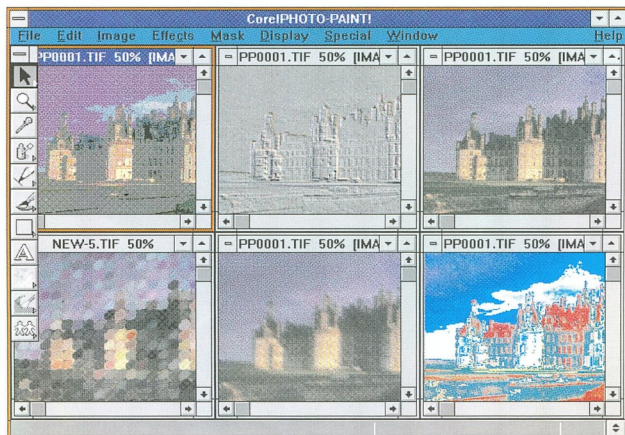 CorelPHOTO-PAINT!
File Edit Image Effects Mask Display Special Window Help
PP0001.TIF 50% [IMA
PP0001.TIF 50% [IMA
PP0001.TIF 50% [IMA
NEW-5.TIF 50%
PP0001.TIF 50% [IMA
PP0001.TIF 50% [IMA
A